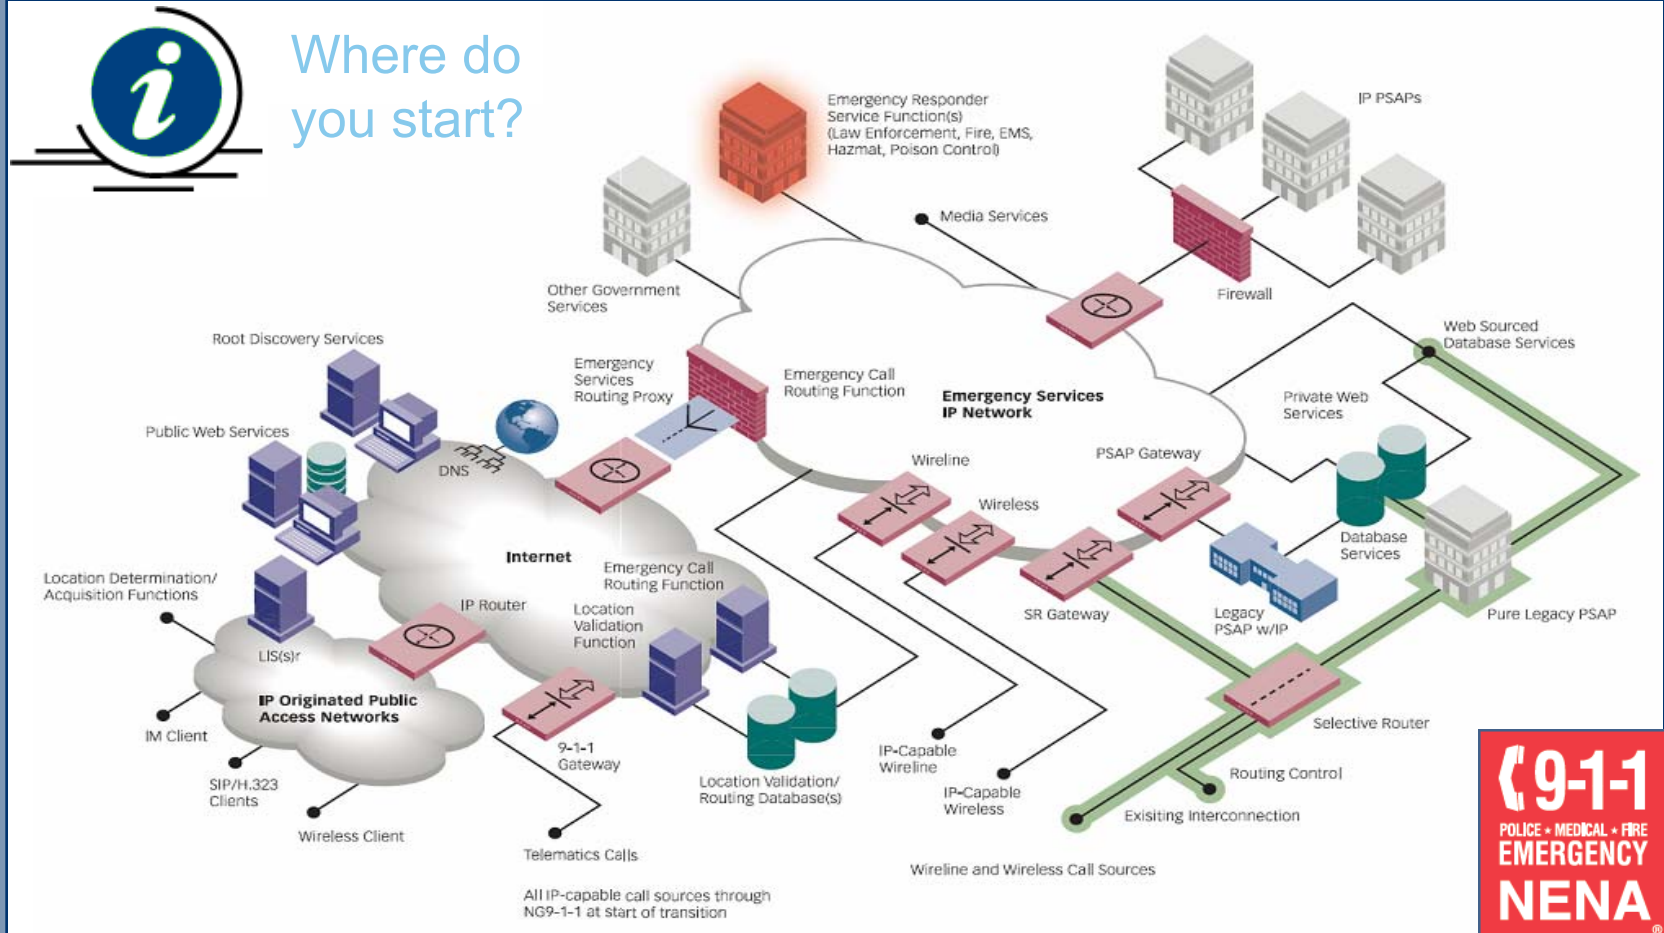 Where do
you start?
Emergency Responder
Service Function(s)
(Law Enforcement, Fire, EMS,
Hazmat, Poison Control)
IP PSAPs
Media Services
Other Government
Services
Firewall
Root Discovery Services
Web Sourced
Database Services
Emergency
Services
Routing Proxy
Emergency Call
Routing Function
Emergency Services
IP Network
Private Web
Services
Public Web Services
DNS
Wireline
PSAP Gateway
Wireless
Internet
Database
Services
Emergency Call
Routing Function
Location Determination/
Acquisition Functions
IP Router
Location
Validation
Function
SR Gateway
Legacy
PSAP w/IP
Pure Legacy PSAP
LIS(s)r
IP Originated Public
Access Networks
IM Client
9-1-1
Gateway
Selective Router
SIP/H.323
Clients
Location Validation/
Routing Database(s)
IP-Capable
Wireline
IP-Capable
Wireless
Routing Control
Exisiting Interconnection
Wireless Client
Telematics Calls
Wireline and Wireless Call Sources
All IP-capable call sources through
NG9-1-1 at start of transition
9-1-1
POLICE ★ MEDICAL ★ FIRE
EMERGENCY
NENA®
i